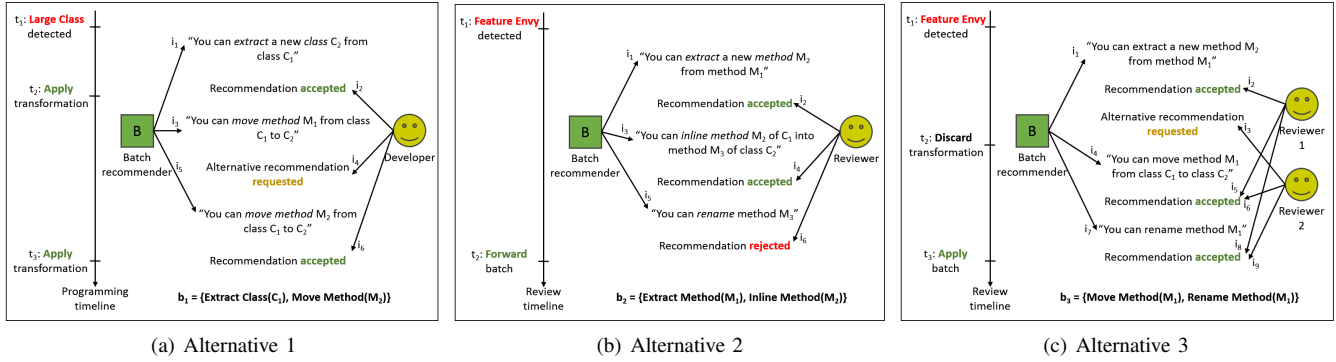 t1: Large Class
detected
i1
"You can extract a new class C2 from
class C1"
t2: Apply
transformation
Recommendation accepted
i2
B
Batch
recommender
i3
"You can move method M1 from class
C1 to C2"
Developer
i4
Alternative recommendation
requested
i5
"You can move method M2 from
class C1 to C2"
i6
t3: Apply
transformation
Recommendation accepted
Programming
timeline
b1 = {Extract Class(C1), Move Method(M2)}
(a) Alternative 1
t1: Feature Envy
detected
i1
"You can extract a new method M2
from method M1"
Recommendation accepted
i2
B
Batch
recommender
i3
"You can inline method M2 of C1 into
method M3 of class C2"
Reviewer
i4
Recommendation accepted
i5
"You can rename method M3"
i6
Recommendation rejected
t2: Forward
batch
Review
timeline
b2 = {Extract Method(M1), Inline Method(M2)}
(b) Alternative 2
t1: Feature Envy
detected
i1
"You can extract a new method M2
from method M1"
Recommendation accepted
i2
Reviewer
1
Alternative recommendation
requested
i3
t2: Discard
transformation
B
Batch
recommender
i4
"You can move method M1
from class C1 to class C2"
i5
Recommendation accepted
i6
Reviewer
2
i7
"You can rename method M1"
i8
Recommendation accepted
i9
t3: Apply
batch
Review
timeline
b3 = {Move Method(M1), Rename Method(M1)}
(c) Alternative 3